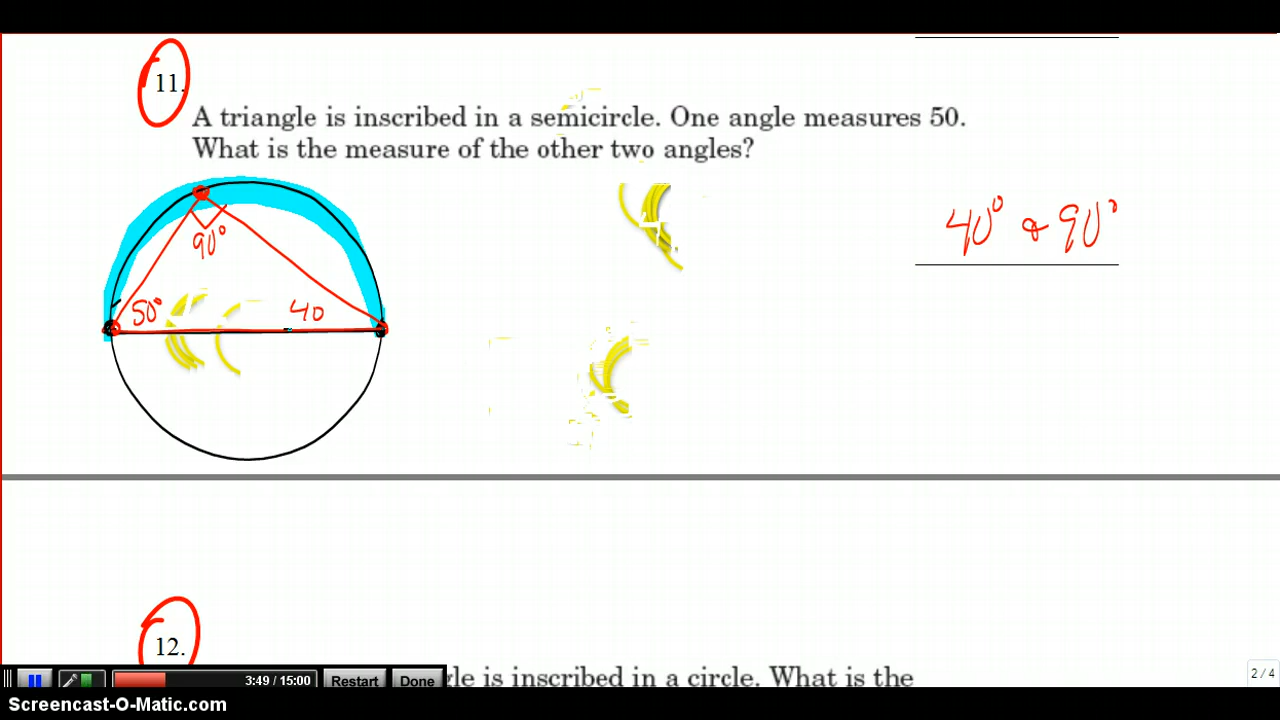 11.
A triangle is inscribed in a semicircle. One angle measures 50.
What is the measure of the other two angles?
90°
50°
40
40° & 90°
12.
gle is inscribed in a circle. What is the
3:49 / 15:00
Restart
Done
2 / 4
Screencast-O-Matic.com